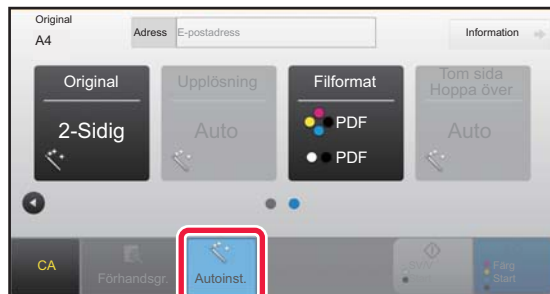 Original
A4
Adress
E-postadress
Information
Original
2-Sidig
Upplösning
Auto
Filformat
PDF
PDF
Tom sida
Hoppa över
Auto
CA
Förhandsgr.
Autoinst.
Färg
Start